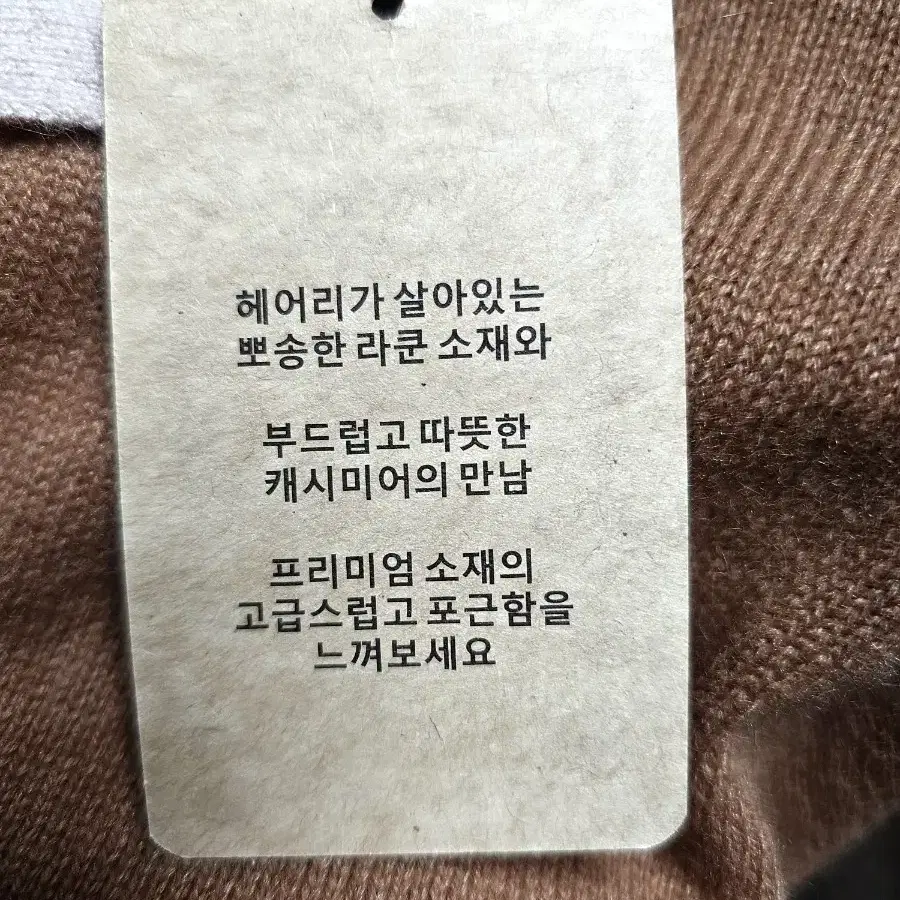 헤어리가 살아있는
뽀송한 라쿤 소재와
부드럽고 따뜻한
캐시미어의 만남
프리미엄 소재의
고급스럽고 포근함을
느껴보세요